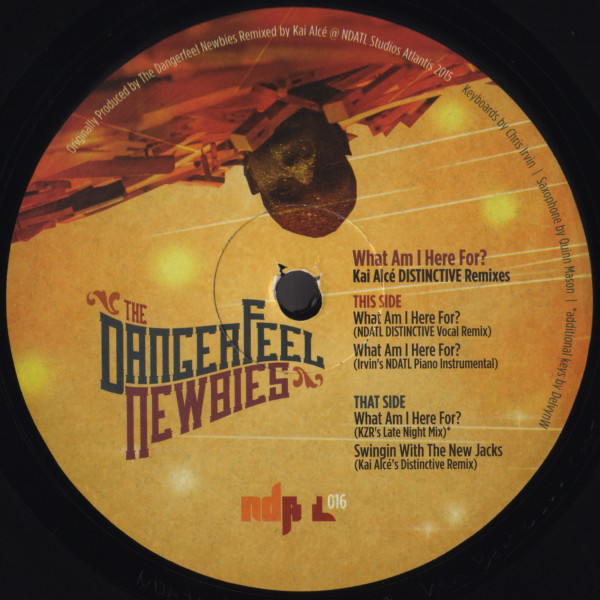 Originally Produced by The Dangerfeel Newbies Remixed by Kai Alcé @ NDATL Studios Atlantis 2015
Keyboards by Chris Irvin | Saxophone by Quinn Mason | *additional keys by DelvynW
What Am I Here For?
Kai Alcé DISTINCTIVE Remixes
THIS SIDE
What Am I Here For?
(NDATL DISTINCTIVE Vocal Remix)
What Am I Here For?
(Irvin's NDATL Piano Instrumental)
THAT SIDE
What Am I Here For?
(KZR's Late Night Mix)*
Swingin With The New Jacks
(Kai Alcé's Distinctive Remix)
THE
DANGERFEEL
NEWBIES
016